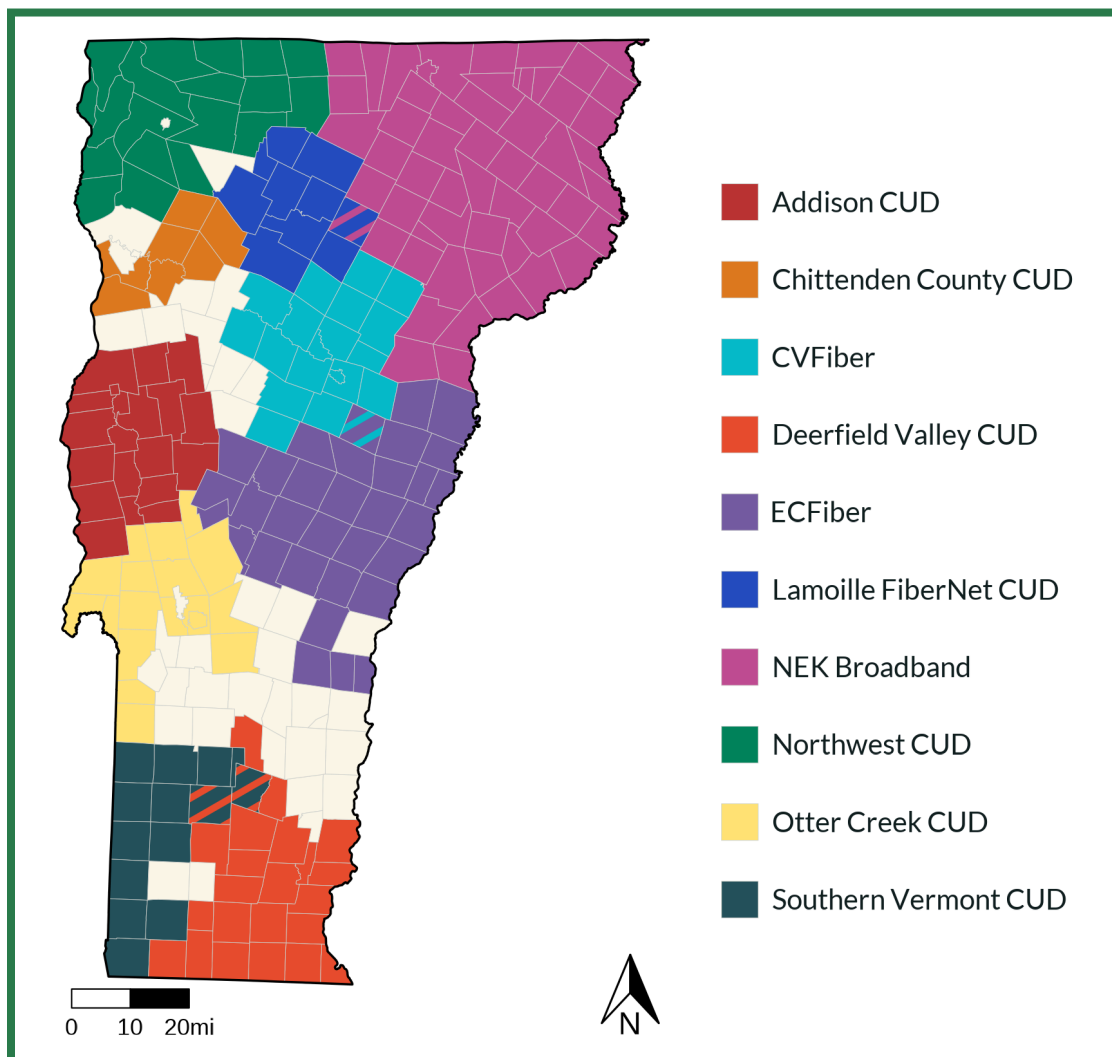 Addison CUD
Chittenden County CUD
CVFiber
Deerfield Valley CUD
ECFiber
Lamoille FiberNet CUD
NEK Broadband
Northwest CUD
Otter Creek CUD
Southern Vermont CUD
0 10 20mi
N